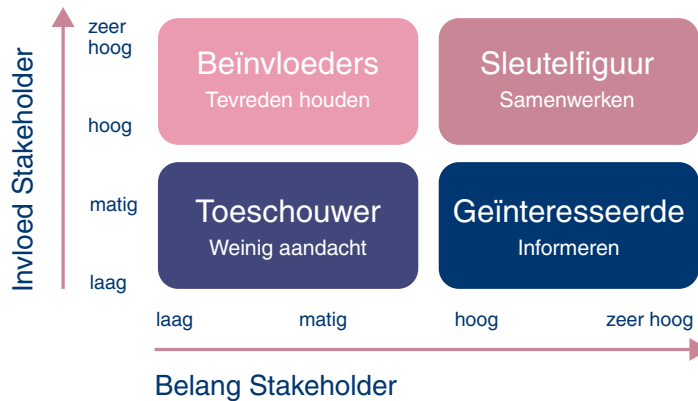 Invloed Stakeholder
zeer
hoog
hoog
matig
laag
Beïnvloeders
Tevreden houden
Sleutelfiguur
Samenwerken
Toeschouwer
Weinig aandacht
Geïnteresseerde
Informeren
laag
matig
hoog
zeer hoog
Belang Stakeholder